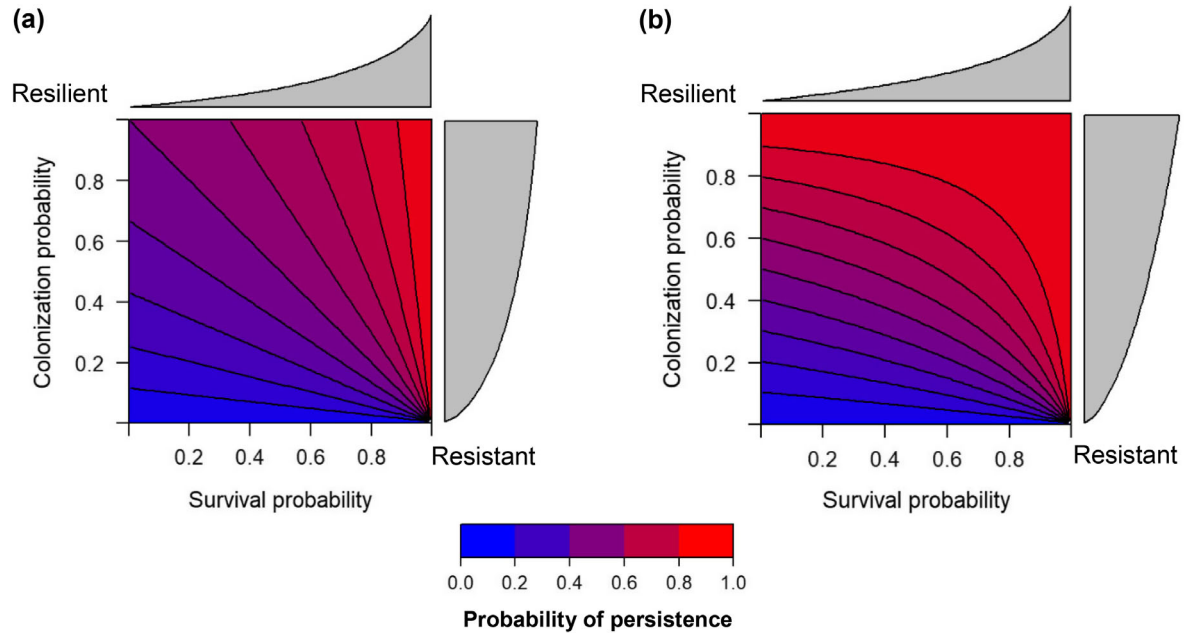 (a)
Resilient
Colonization probability
0.8
0.6
0.4
0.2
0.2 0.4 0.6 0.8
Resistant
Survival probability
(b)
Resilient
Colonization probability
0.8
0.6
0.4
0.2
0.2 0.4 0.6 0.8
Resistant
Survival probability
0.0 0.2 0.4 0.6 0.8 1.0
Probability of persistence